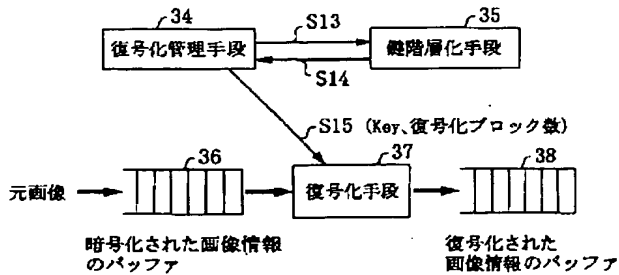 34
復号化管理手段
S13
S14
35
鍵階層化手段
S15 (Key、復号化ブロック数)
元画像
36
暗号化された画像情報
のバッファ
37
復号化手段
38
復号化された
画像情報のバッファ